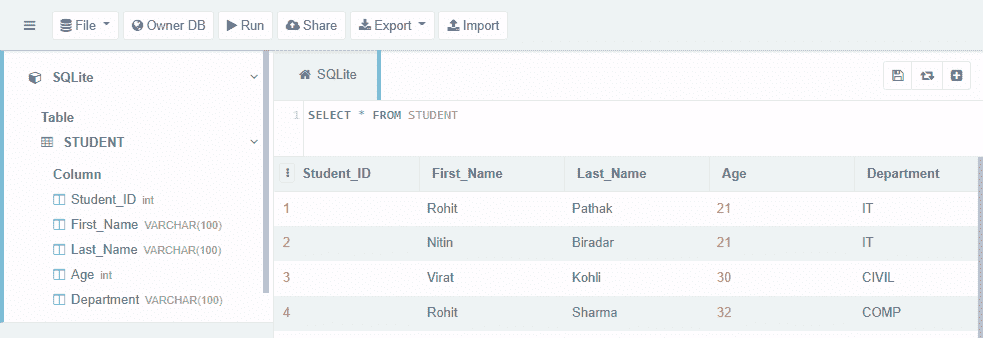 File Owner DB Run Share Export Import
SQLite
Table
STUDENT
Column
Student_ID int
First_Name VARCHAR(100)
Last_Name VARCHAR(100)
Age int
Department VARCHAR(100)
SQLite
1 SELECT * FROM STUDENT
Student_ID First_Name Last_Name Age Department
1 Rohit Pathak 21 IT
2 Nitin Biradar 21 IT
3 Virat Kohli 30 CIVIL
4 Rohit Sharma 32 COMP